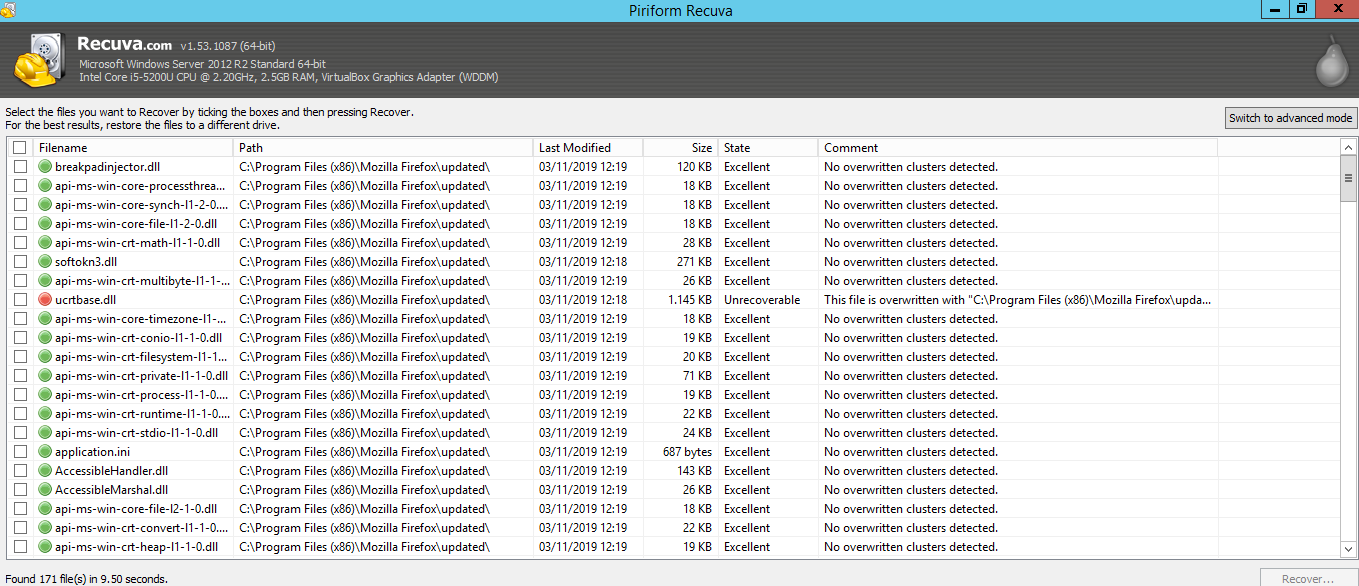 Piriform Recuva
Recuva.com v1.53.1087 (64-bit)
Microsoft Windows Server 2012 R2 Standard 64-bit
Intel Core i5-5200U CPU @ 2.20GHz, 2.5GB RAM, VirtualBox Graphics Adapter (WDDM)
Select the files you want to Recover by ticking the boxes and then pressing Recover.
For the best results, restore the files to a different drive.
Switch to advanced mode
Filename Path Last Modified Size State Comment
breakpadinjector.dll C:\Program Files (x86)\Mozilla Firefox\updated\ 03/11/2019 12:19 120 KB Excellent No overwritten clusters detected.
api-ms-win-core-processthrea... C:\Program Files (x86)\Mozilla Firefox\updated\ 03/11/2019 12:19 18 KB Excellent No overwritten clusters detected.
api-ms-win-core-synch-l1-2-0.... C:\Program Files (x86)\Mozilla Firefox\updated\ 03/11/2019 12:19 18 KB Excellent No overwritten clusters detected.
api-ms-win-core-file-l1-2-0.dll C:\Program Files (x86)\Mozilla Firefox\updated\ 03/11/2019 12:19 18 KB Excellent No overwritten clusters detected.
api-ms-win-crt-math-l1-1-0.dll C:\Program Files (x86)\Mozilla Firefox\updated\ 03/11/2019 12:19 28 KB Excellent No overwritten clusters detected.
softokn3.dll C:\Program Files (x86)\Mozilla Firefox\updated\ 03/11/2019 12:18 271 KB Excellent No overwritten clusters detected.
api-ms-win-crt-multibyte-l1-1-... C:\Program Files (x86)\Mozilla Firefox\updated\ 03/11/2019 12:19 26 KB Excellent No overwritten clusters detected.
ucrtbase.dll C:\Program Files (x86)\Mozilla Firefox\updated\ 03/11/2019 12:18 1.145 KB Unrecoverable This file is overwritten with "C:\Program Files (x86)\Mozilla Firefox\upda...
api-ms-win-core-timezone-l1-... C:\Program Files (x86)\Mozilla Firefox\updated\ 03/11/2019 12:19 18 KB Excellent No overwritten clusters detected.
api-ms-win-crt-conio-l1-1-0.dll C:\Program Files (x86)\Mozilla Firefox\updated\ 03/11/2019 12:19 19 KB Excellent No overwritten clusters detected.
api-ms-win-crt-filesystem-l1-1... C:\Program Files (x86)\Mozilla Firefox\updated\ 03/11/2019 12:19 20 KB Excellent No overwritten clusters detected.
api-ms-win-crt-private-l1-1-0.dll C:\Program Files (x86)\Mozilla Firefox\updated\ 03/11/2019 12:19 71 KB Excellent No overwritten clusters detected.
api-ms-win-crt-process-l1-1-0.... C:\Program Files (x86)\Mozilla Firefox\updated\ 03/11/2019 12:19 19 KB Excellent No overwritten clusters detected.
api-ms-win-crt-runtime-l1-1-0.... C:\Program Files (x86)\Mozilla Firefox\updated\ 03/11/2019 12:19 22 KB Excellent No overwritten clusters detected.
api-ms-win-crt-stdio-l1-1-0.dll C:\Program Files (x86)\Mozilla Firefox\updated\ 03/11/2019 12:19 24 KB Excellent No overwritten clusters detected.
application.ini C:\Program Files (x86)\Mozilla Firefox\updated\ 03/11/2019 12:19 687 bytes Excellent No overwritten clusters detected.
AccessibleHandler.dll C:\Program Files (x86)\Mozilla Firefox\updated\ 03/11/2019 12:19 143 KB Excellent No overwritten clusters detected.
AccessibleMarshal.dll C:\Program Files (x86)\Mozilla Firefox\updated\ 03/11/2019 12:19 26 KB Excellent No overwritten clusters detected.
api-ms-win-core-file-l2-1-0.dll C:\Program Files (x86)\Mozilla Firefox\updated\ 03/11/2019 12:19 18 KB Excellent No overwritten clusters detected.
api-ms-win-crt-convert-l1-1-0.... C:\Program Files (x86)\Mozilla Firefox\updated\ 03/11/2019 12:19 22 KB Excellent No overwritten clusters detected.
api-ms-win-crt-heap-l1-1-0.dll C:\Program Files (x86)\Mozilla Firefox\updated\ 03/11/2019 12:19 19 KB Excellent No overwritten clusters detected.
Found 171 file(s) in 9.50 seconds.
Recover...